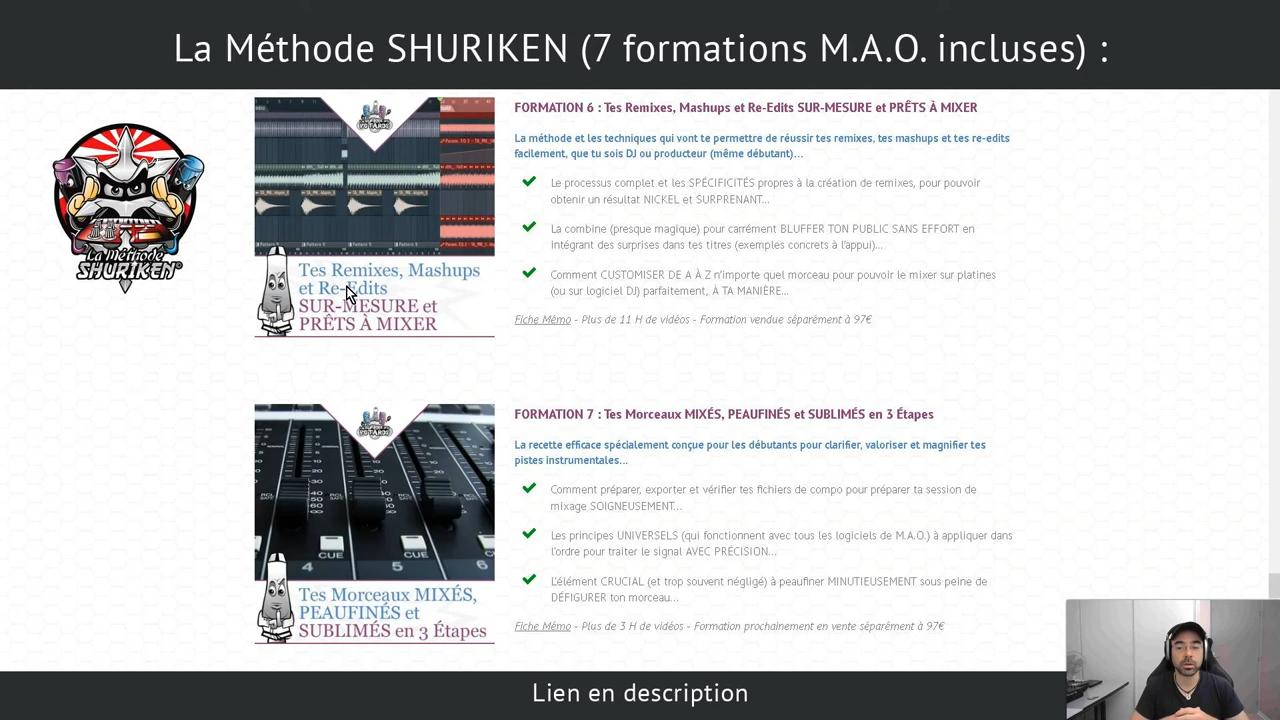 La Méthode SHURIKEN (7 formations M.A.O. incluses) :
La Méthode
SHURIKEN
FORMATION 6 : Tes Remixes, Mashups et Re-Edits SUR-MESURE et PRÊTS À MIXER
La méthode et les techniques qui vont te permettre de réussir tes remixes, tes mashups et tes re-edits
facilement, que tu sois DJ ou producteur (même débutant)...
Le processus complet et les SPÉCIFICITÉS propres à la création de remixes, pour pouvoir
obtenir un résultat NICKEL et SURPRENANT...
La combine (presque magique) pour carrément BLUFFER TON PUBLIC SANS EFFORT en
intégrant des surprises dans tes titres (exemples concrets à l'appui)...
Comment CUSTOMISER DE A À Z n'importe quel morceau pour pouvoir le mixer sur platines
(ou sur logiciel DJ) parfaitement, À TA MANIÈRE...
Fiche Mémo - Plus de 11 H de vidéos - Formation vendue séparément à 97€
Tes Remixes, Mashups
et Re-Edits
SUR-MESURE et
PRÊTS À MIXER
FORMATION 7 : Tes Morceaux MIXÉS, PEAUFINÉS et SUBLIMÉS en 3 Étapes
La recette efficace spécialement conçue pour les débutants pour clarifier, valoriser et magnifier tes
pistes instrumentales...
Comment préparer, exporter et vérifier tes fichiers de compo pour préparer ta session de
mixage SOIGNEUSEMENT...
Les principes UNIVERSELS (qui fonctionnent avec tous les logiciels de M.A.O.) à appliquer dans
l'ordre pour traiter le signal AVEC PRÉCISION...
L'élément CRUCIAL (et trop souvent négligé) à peaufiner MINUTIEUSEMENT sous peine de
DÉFIGURER ton morceau...
Fiche Mémo - Plus de 3 H de vidéos - Formation prochainement en vente séparément à 97€
CUE CUE
4 5 6
Tes Morceaux MIXÉS,
PEAUFINÉS et
SUBLIMÉS en 3 Étapes
Lien en description